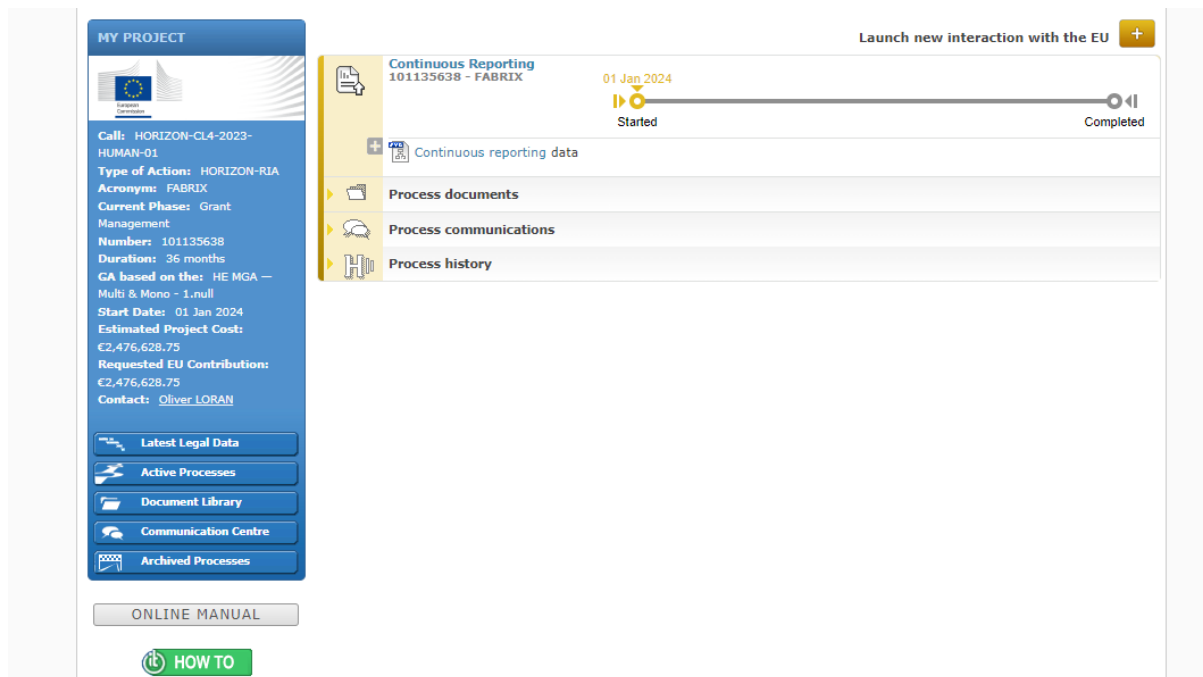 MY PROJECT
Launch new interaction with the EU +
European
Commission
Call: HORIZON-CL4-2023-
HUMAN-01
Type of Action: HORIZON-RIA
Acronym: FABRIX
Current Phase: Grant
Management
Number: 101135638
Duration: 36 months
GA based on the: HE MGA —
Multi & Mono - 1.null
Start Date: 01 Jan 2024
Estimated Project Cost:
€2,476,628.75
Requested EU Contribution:
€2,476,628.75
Contact: Oliver LORAN
Latest Legal Data
Active Processes
Document Library
Communication Centre
Archived Processes
ONLINE MANUAL
HOW TO
Continuous Reporting
101135638 - FABRIX
01 Jan 2024
Started
Completed
Continuous reporting data
Process documents
Process communications
Process history